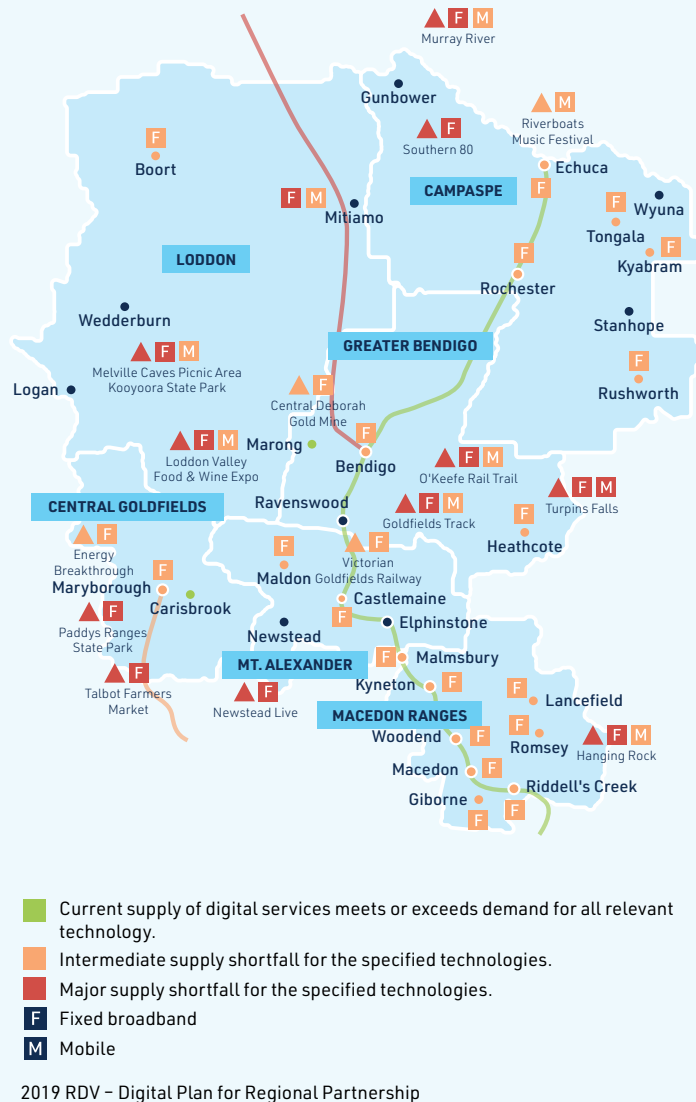 F M
Murray River
Gunbower
M
Riverboats
Music Festival
F
Southern 80
F
Boort
Echuca
CAMPASPE
F
F M
Mitiamo
F
Wyuna
Tongala
F
Kyabram
LODDON
F
Rochester
Wedderburn
Stanhope
GREATER BENDIGO
F M
Melville Caves Picnic Area
Kooyoora State Park
F
Rushworth
Logan
F
Central Deborah
Gold Mine
F M
Loddon Valley
Food & Wine Expo
Marong
F
Bendigo
F M
O'Keefe Rail Trail
F M
Turpins Falls
CENTRAL GOLDFIELDS
Ravenswood
F M
Goldfields Track
F
Heathcote
F
Energy
Breakthrough
F
Maldon
F
Victorian
Goldfields Railway
F
Maryborough
Carisbrook
Castlemaine
F
F
Paddys Ranges
State Park
Newstead
Elphinstone
MT. ALEXANDER
F
Malmsbury
F
Talbot Farmers
Market
F
Newstead Live
Kyneton
F
F
Lancefield
MACEDON RANGES
Woodend
F
F
Romsey
F M
Hanging Rock
Macedon
F
Riddell's Creek
F
Giborne
F
Current supply of digital services meets or exceeds demand for all relevant
technology.
Intermediate supply shortfall for the specified technologies.
Major supply shortfall for the specified technologies.
F Fixed broadband
M Mobile
2019 RDV – Digital Plan for Regional Partnership